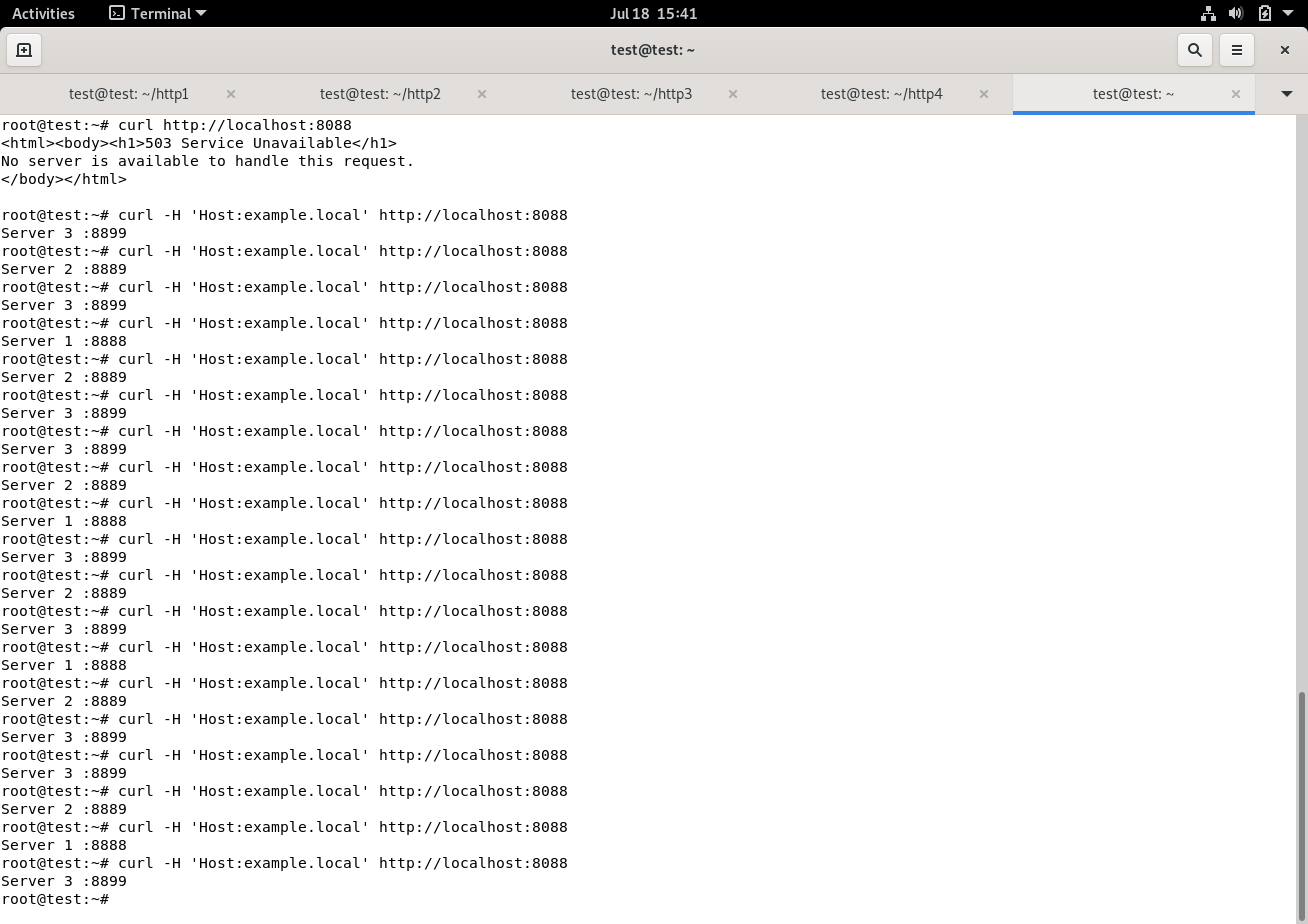 Activities Terminal Jul 18 15:41
test@test: ~
test@test: ~/http1 test@test: ~/http2 test@test: ~/http3 test@test: ~/http4 test@test: ~
root@test:~# curl http://localhost:8088
<html><body><h1>503 Service Unavailable</h1>
No server is available to handle this request.
</body></html>
root@test:~# curl -H 'Host:example.local' http://localhost:8088
Server 3 :8899
root@test:~# curl -H 'Host:example.local' http://localhost:8088
Server 2 :8889
root@test:~# curl -H 'Host:example.local' http://localhost:8088
Server 3 :8899
root@test:~# curl -H 'Host:example.local' http://localhost:8088
Server 1 :8888
root@test:~# curl -H 'Host:example.local' http://localhost:8088
Server 2 :8889
root@test:~# curl -H 'Host:example.local' http://localhost:8088
Server 3 :8899
root@test:~# curl -H 'Host:example.local' http://localhost:8088
Server 3 :8899
root@test:~# curl -H 'Host:example.local' http://localhost:8088
Server 2 :8889
root@test:~# curl -H 'Host:example.local' http://localhost:8088
Server 1 :8888
root@test:~# curl -H 'Host:example.local' http://localhost:8088
Server 3 :8899
root@test:~# curl -H 'Host:example.local' http://localhost:8088
Server 2 :8889
root@test:~# curl -H 'Host:example.local' http://localhost:8088
Server 3 :8899
root@test:~# curl -H 'Host:example.local' http://localhost:8088
Server 1 :8888
root@test:~# curl -H 'Host:example.local' http://localhost:8088
Server 2 :8889
root@test:~# curl -H 'Host:example.local' http://localhost:8088
Server 3 :8899
root@test:~# curl -H 'Host:example.local' http://localhost:8088
Server 3 :8899
root@test:~# curl -H 'Host:example.local' http://localhost:8088
Server 2 :8889
root@test:~# curl -H 'Host:example.local' http://localhost:8088
Server 1 :8888
root@test:~# curl -H 'Host:example.local' http://localhost:8088
Server 3 :8899
root@test:~#